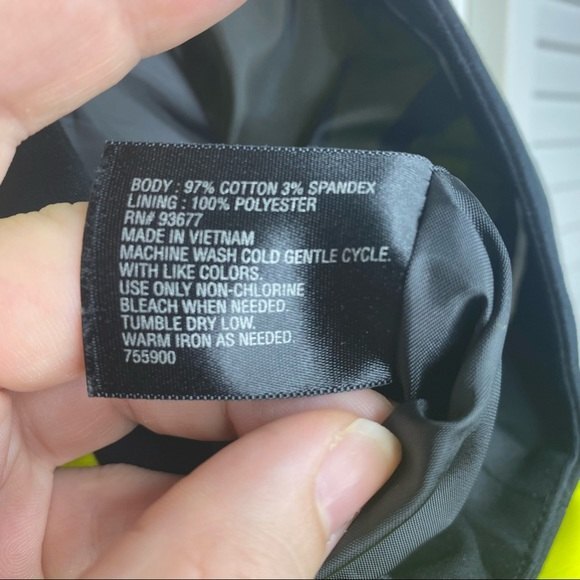 BODY : 97% COTTON 3% SPANDEX
LINING : 100% POLYESTER
RN# 93677
MADE IN VIETNAM
MACHINE WASH COLD GENTLE CYCLE.
WITH LIKE COLORS.
USE ONLY NON-CHLORINE
BLEACH WHEN NEEDED.
TUMBLE DRY LOW.
WARM IRON AS NEEDED.
755900